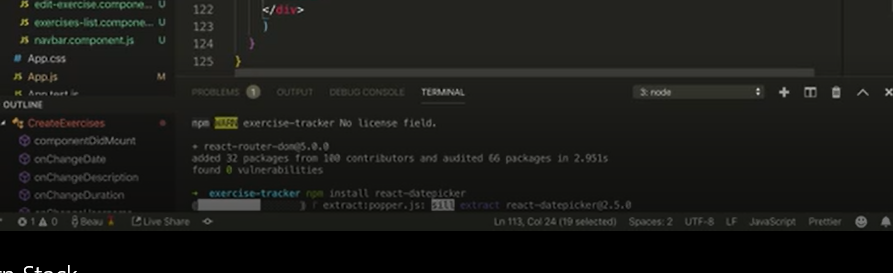 JS edit-exercise.compone... U
JS exercises-list.compone... U
JS navbar.component.js U
# App.css
JS App.js M
JS App.test.js
OUTLINE
CreateExercises
componentDidMount
onChangeDate
onChangeDescription
onChangeDuration
122 </div>
123 )
124 }
125 }
PROBLEMS 1 OUTPUT DEBUG CONSOLE TERMINAL 3: node
npm WARN exercise-tracker No license field.
+ react-router-dom@5.0.0
added 32 packages from 100 contributors and audited 66 packages in 2.951s
found 0 vulnerabilities
→ exercise-tracker npm install react-datepicker
extract:popper.js: sill extract react-datepicker@2.5.0
1 0 Beau Live Share Ln 113, Col 24 (19 selected) Spaces: 2 UTF-8 LF JavaScript Prettier
Stack